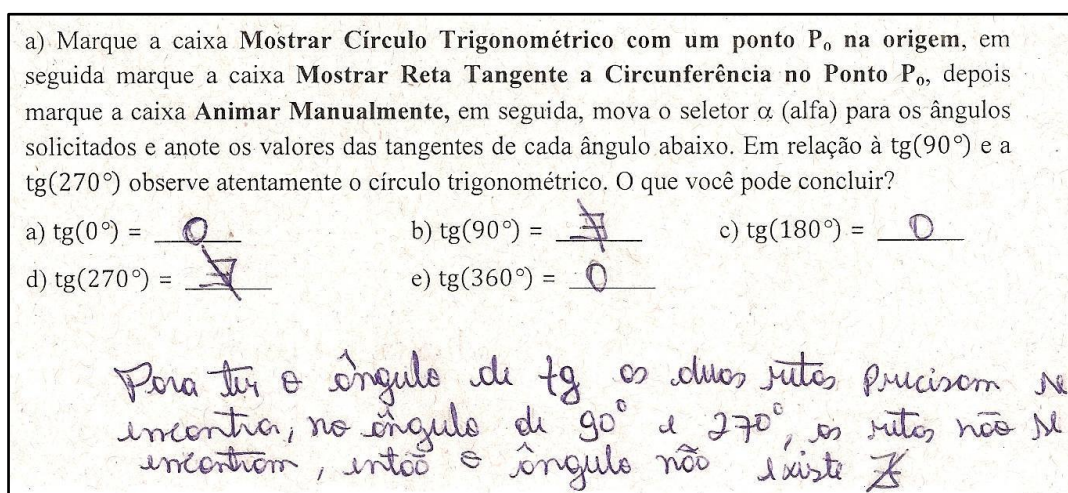 a) Marque a caixa Mostrar Círculo Trigonométrico com um ponto P₀ na origem, em
seguida marque a caixa Mostrar Reta Tangente a Circunferência no Ponto P₀, depois
marque a caixa Animar Manualmente, em seguida, mova o seletor α (alfa) para os ângulos
solicitados e anote os valores das tangentes de cada ângulo abaixo. Em relação à tg(90°) e a
tg(270°) observe atentamente o círculo trigonométrico. O que você pode concluir?
a) tg(0°) = 0 b) tg(90°) = ∄ c) tg(180°) = 0
d) tg(270°) = ∄ e) tg(360°) = 0
Para ter o ângulo de tg as duas retas precisam se
encontra, no ângulo de 90° e 270°, as retas não se
encontram, então o ângulo não existe ∄